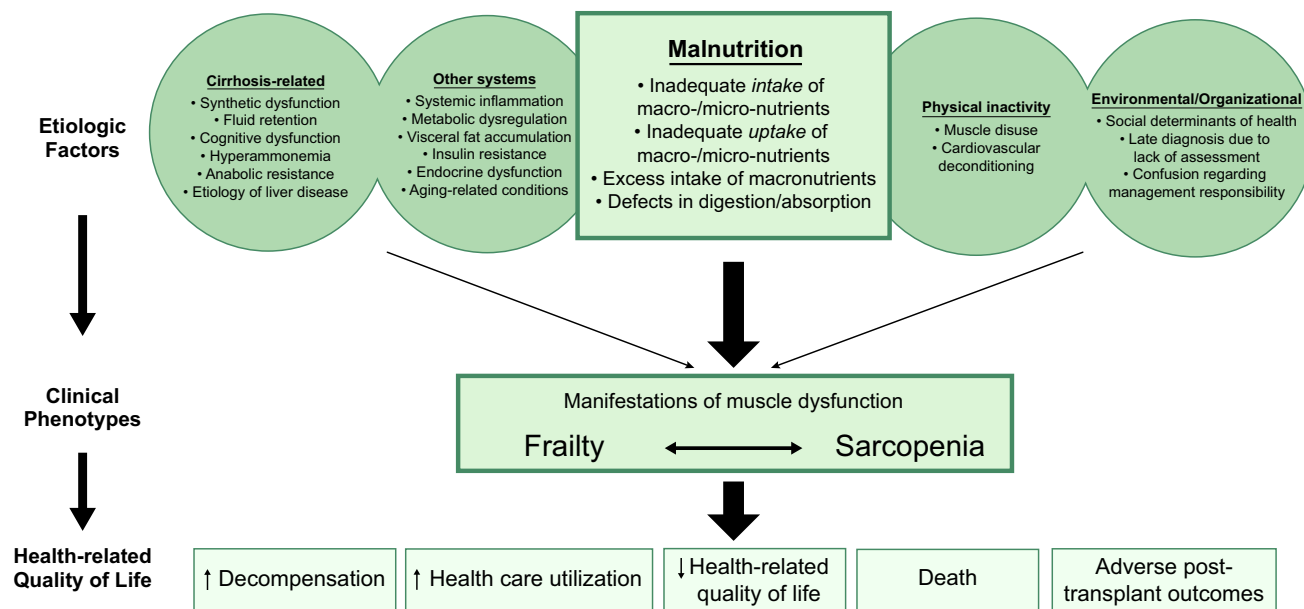 Etiologic
Factors
Cirrhosis-related
• Synthetic dysfunction
• Fluid retention
• Cognitive dysfunction
• Hyperammonemia
• Anabolic resistance
• Etiology of liver disease
Other systems
• Systemic inflammation
• Metabolic dysregulation
• Visceral fat accumulation
• Insulin resistance
• Endocrine dysfunction
• Aging-related conditions
Malnutrition
• Inadequate intake of
macro-/micro-nutrients
• Inadequate uptake of
macro-/micro-nutrients
• Excess intake of macronutrients
• Defects in digestion/absorption
Physical inactivity
• Muscle disuse
• Cardiovascular
deconditioning
Environmental/Organizational
• Social determinants of health
• Late diagnosis due to
lack of assessment
• Confusion regarding
management responsibility
Clinical
Phenotypes
Manifestations of muscle dysfunction
Frailty ↔ Sarcopenia
Health-related
Quality of Life
↑ Decompensation
↑ Health care utilization
↓ Health-related
quality of life
Death
Adverse post-
transplant outcomes